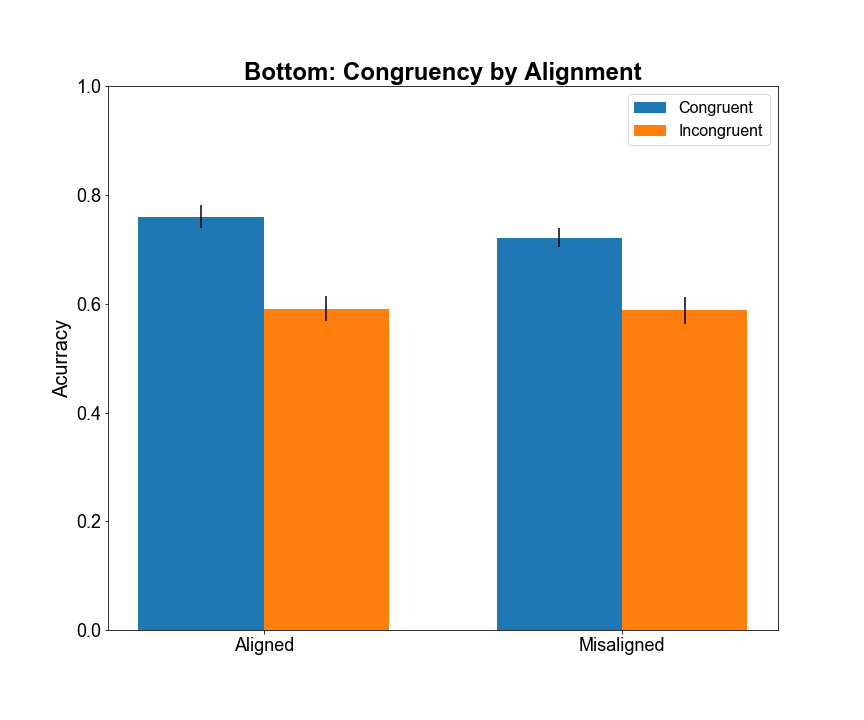 Bottom: Congruency by Alignment
1.0
Congruent
Incongruent
0.8
0.6
Acurracy
0.4
0.2
0.0
Aligned
Misaligned